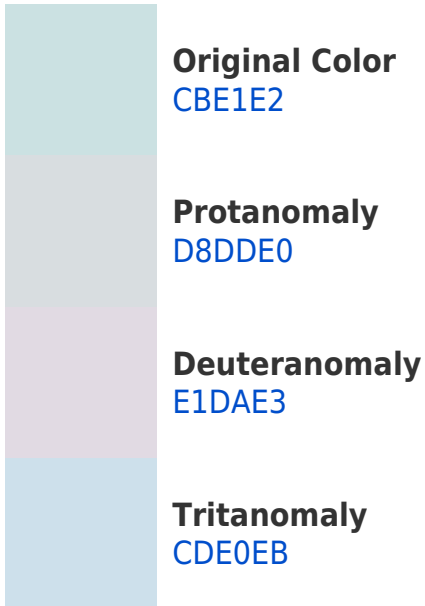 Original Color
CBE1E2
Protanomaly
D8DDE0
Deuteranomaly
E1DAE3
Tritanomaly
CDE0EB